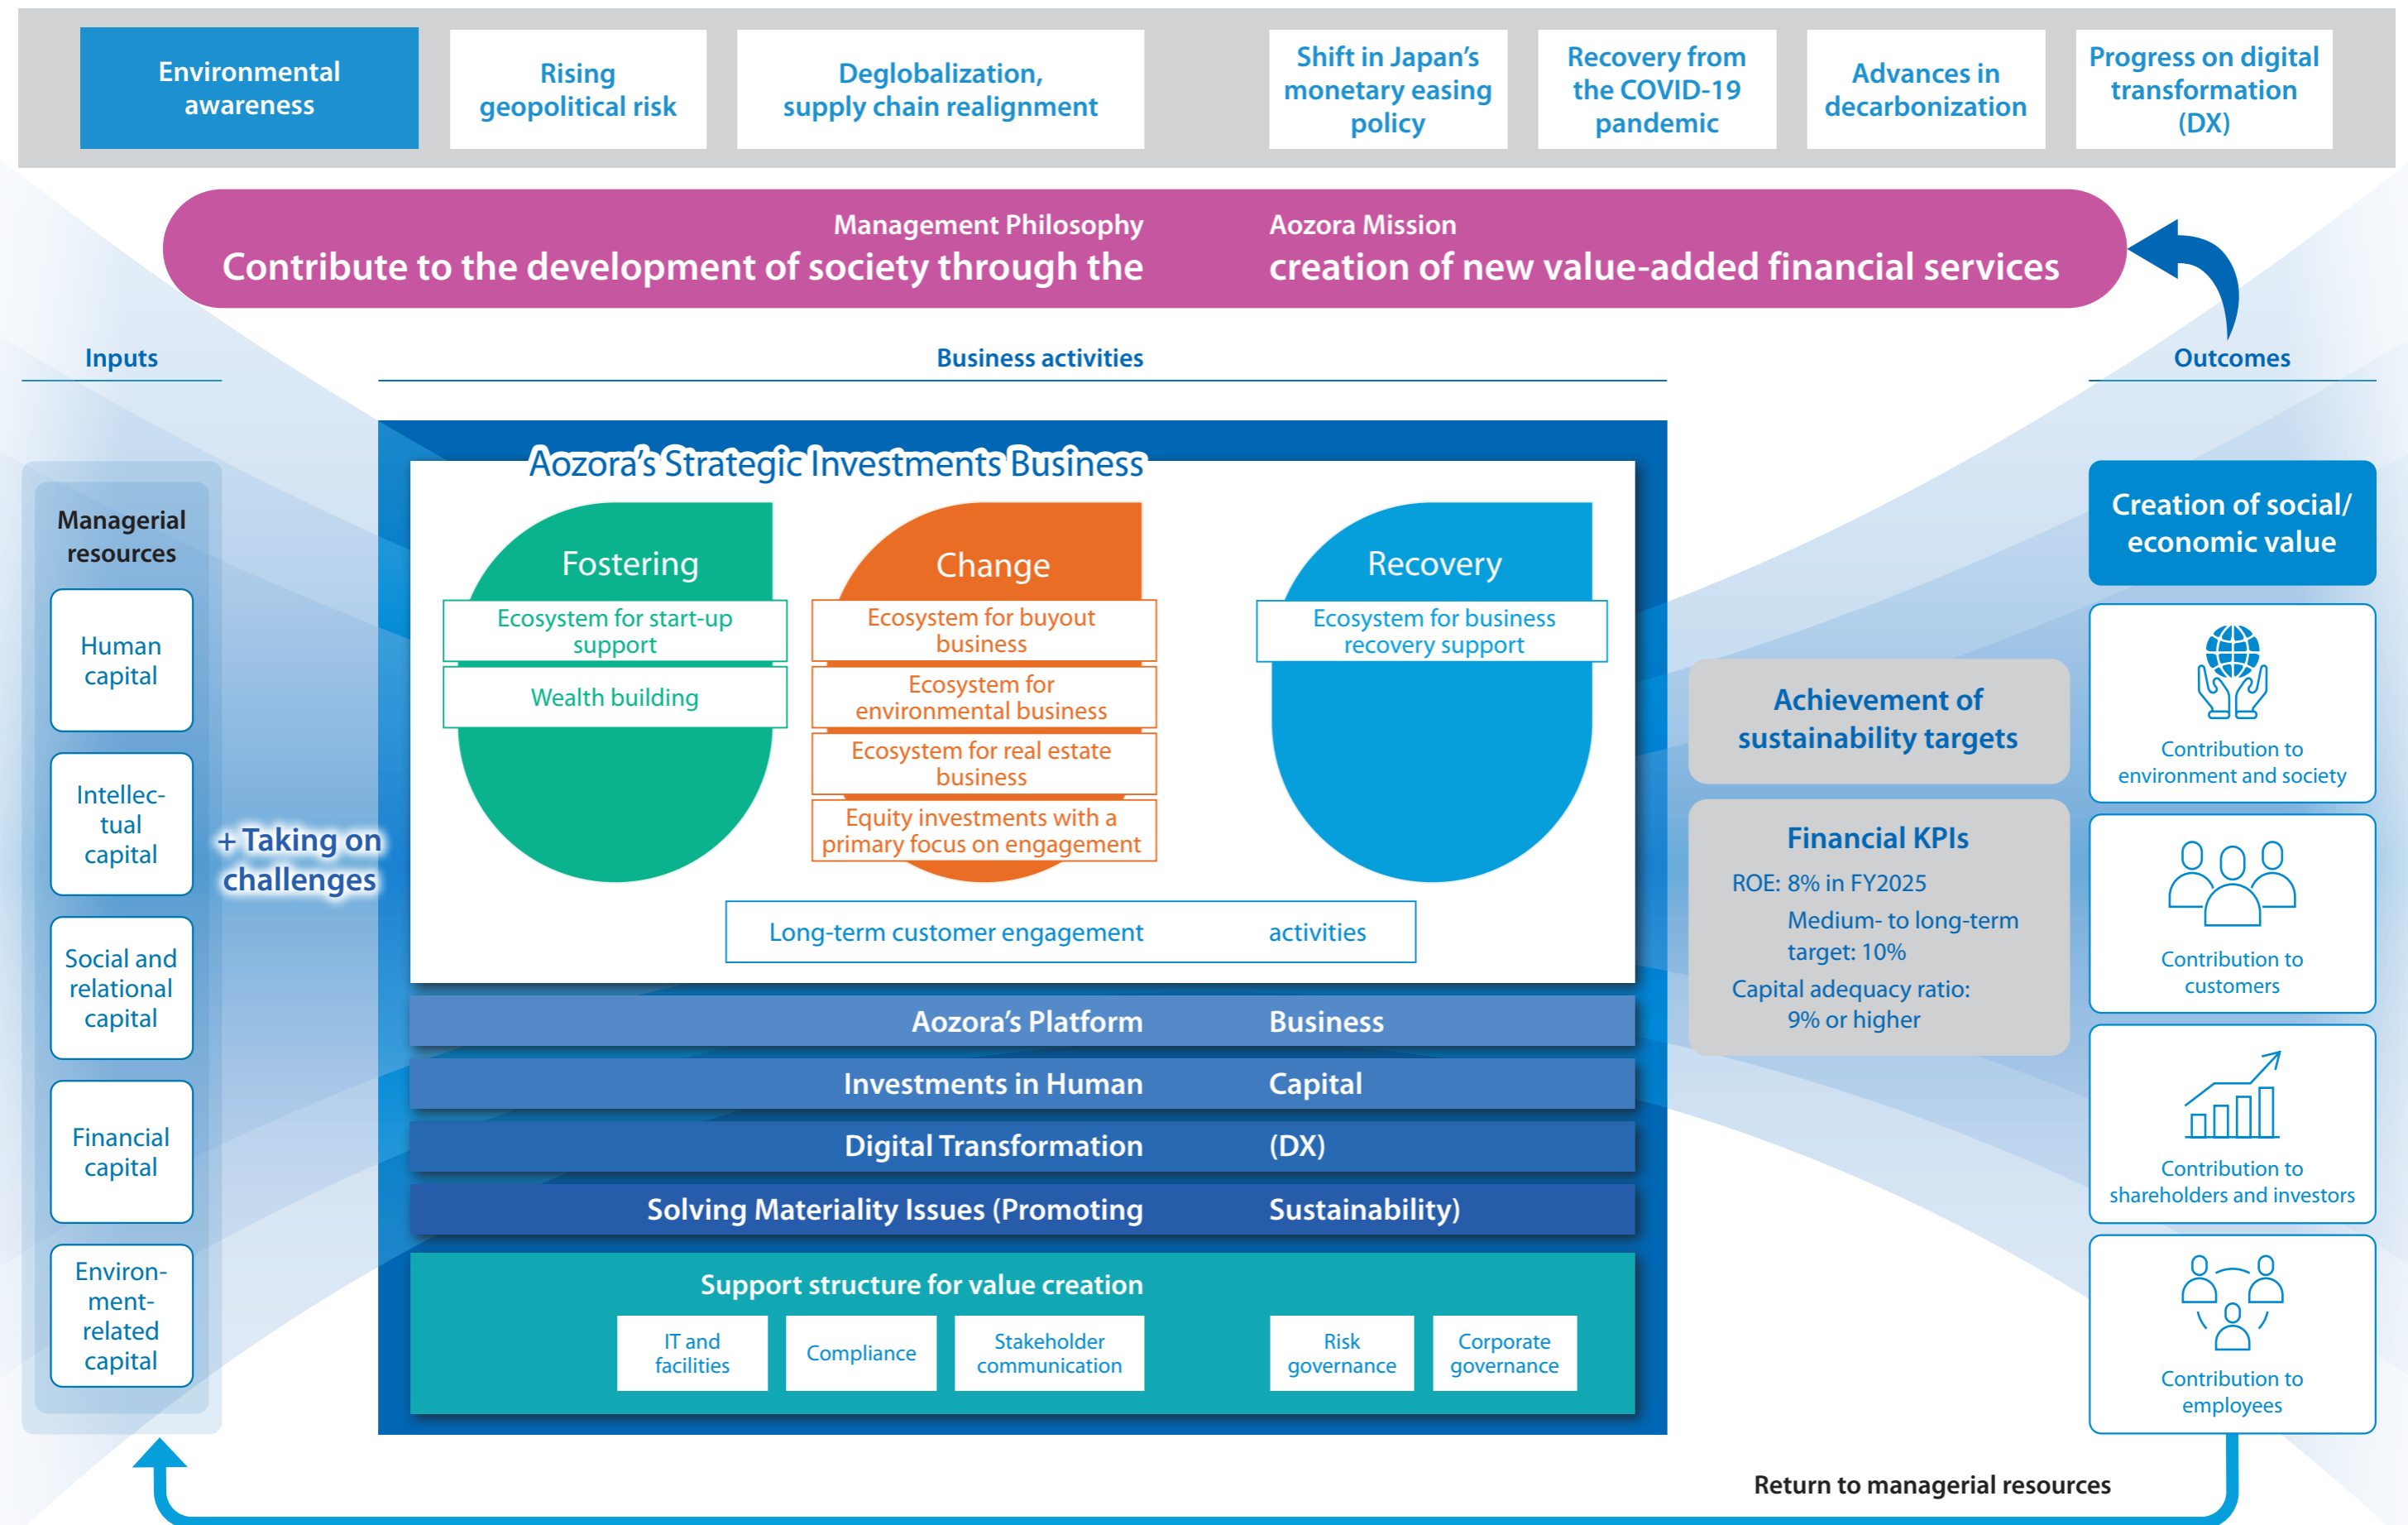 Environmental
awareness
Rising
geopolitical risk
Deglobalization,
supply chain realignment
Shift in Japan’s
monetary easing
policy
Recovery from
the COVID-19
pandemic
Advances in
decarbonization
Progress on digital
transformation
(DX)
Management Philosophy Aozora Mission
Contribute to the development of society through the creation of new value-added financial services
Inputs
Business activities
Outcomes
Managerial
resources
Human
capital
Intellec-
tual
capital
Social and
relational
capital
Financial
capital
Environ-
ment-
related
capital
+ Taking on
challenges
Aozora’s Strategic Investments Business
Fostering
Ecosystem for start-up
support
Wealth building
Change
Ecosystem for buyout
business
Ecosystem for
environmental business
Ecosystem for real estate
business
Equity investments with a
primary focus on engagement
Recovery
Ecosystem for business
recovery support
Long-term customer engagement activities
Aozora’s Platform Business
Investments in Human Capital
Digital Transformation (DX)
Solving Materiality Issues (Promoting Sustainability)
Support structure for value creation
IT and
facilities
Compliance
Stakeholder
communication
Risk
governance
Corporate
governance
Achievement of
sustainability targets
Financial KPIs
ROE: 8% in FY2025
Medium- to long-term
target: 10%
Capital adequacy ratio:
9% or higher
Creation of social/
economic value
Contribution to
environment and society
Contribution to
customers
Contribution to
shareholders and investors
Contribution to
employees
Return to managerial resources